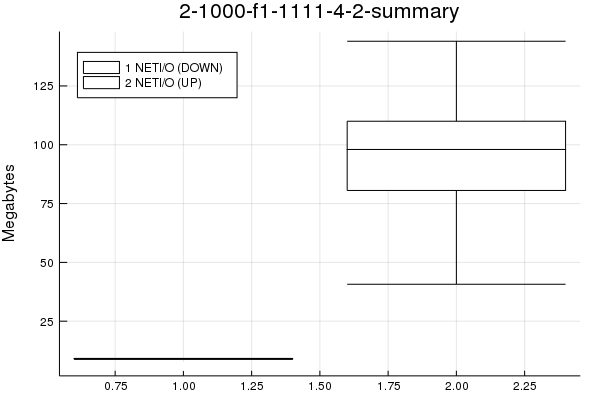 2-1000-f1-1111-4-2-summary
1 NETI/O (DOWN)
2 NETI/O (UP)
Megabytes
125
100
75
50
25
0.75 1.00 1.25 1.50 1.75 2.00 2.25